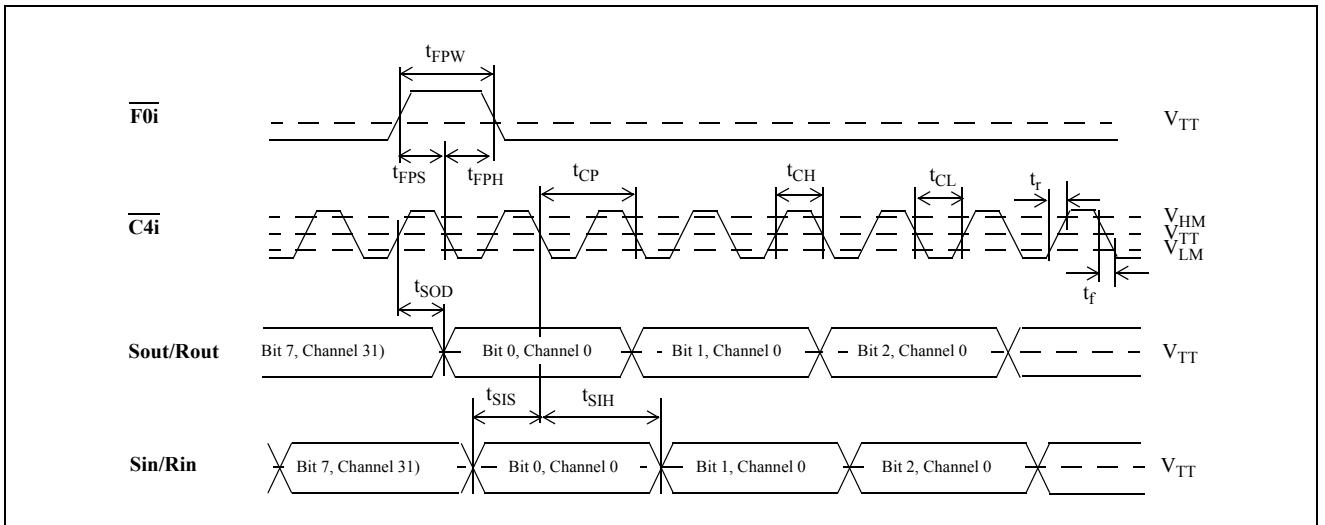 tFPW
F0i
VTT
tFPS
tFPH
tCP
tCH
tCL
tr
C4i
VHM
VTT
VLM
tSOD
tf
Sout/Rout
Bit 7, Channel 31)
Bit 0, Channel 0
Bit 1, Channel 0
Bit 2, Channel 0
VTT
tSIS
tSIH
Sin/Rin
Bit 7, Channel 31)
Bit 0, Channel 0
Bit 1, Channel 0
Bit 2, Channel 0
VTT